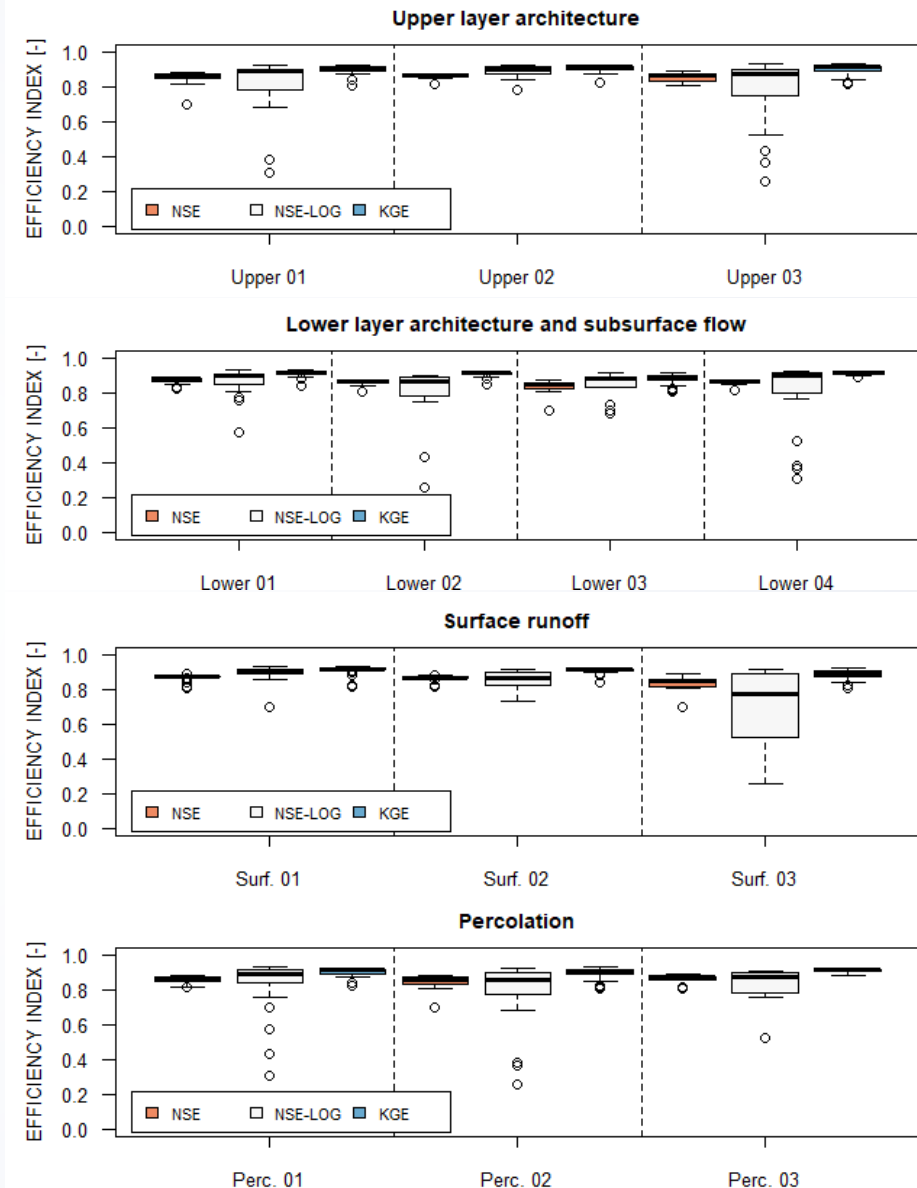 Upper layer architecture
EFFICIENCY INDEX [-]
1.0
0.8
0.6
0.4
0.2
0.0
NSE NSE-LOG KGE
Upper 01 Upper 02 Upper 03
Lower layer architecture and subsurface flow
EFFICIENCY INDEX [-]
1.0
0.8
0.6
0.4
0.2
0.0
NSE NSE-LOG KGE
Lower 01 Lower 02 Lower 03 Lower 04
Surface runoff
EFFICIENCY INDEX [-]
1.0
0.8
0.6
0.4
0.2
0.0
NSE NSE-LOG KGE
Surf. 01 Surf. 02 Surf. 03
Percolation
EFFICIENCY INDEX [-]
1.0
0.8
0.6
0.4
0.2
0.0
NSE NSE-LOG KGE
Perc. 01 Perc. 02 Perc. 03